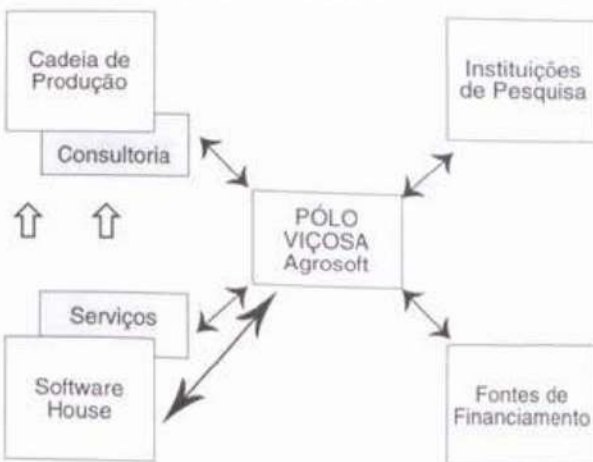 Cadeia de
Produção
Consultoria
Instituições
de Pesquisa
PÓLO
VIÇOSA
Agrosoft
Serviços
Software
House
Fontes de
Financiamento